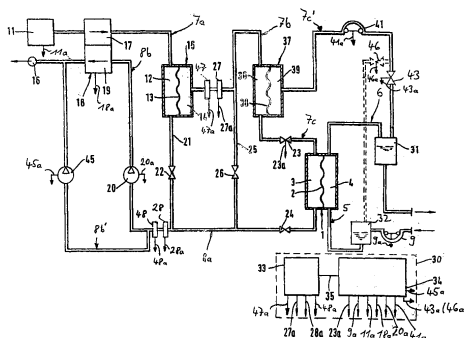 11
11a
16
17
18
19
18a
7a
8b
15
12
13
14
47
47a
27
27a
7b
37
38
39
30
7c'
41
41a
46
46a
43
43a
6
31
7c
23
23a
3
4
2
5
32
9
9a
21
22
25
26
24
45
45a
20
20a
8b'
48
48a
28
28a
8a
33
35
30
34
45a
43a (46a)
47a
27a
28a
48a
23a
9a
11a
18a
20a
41a